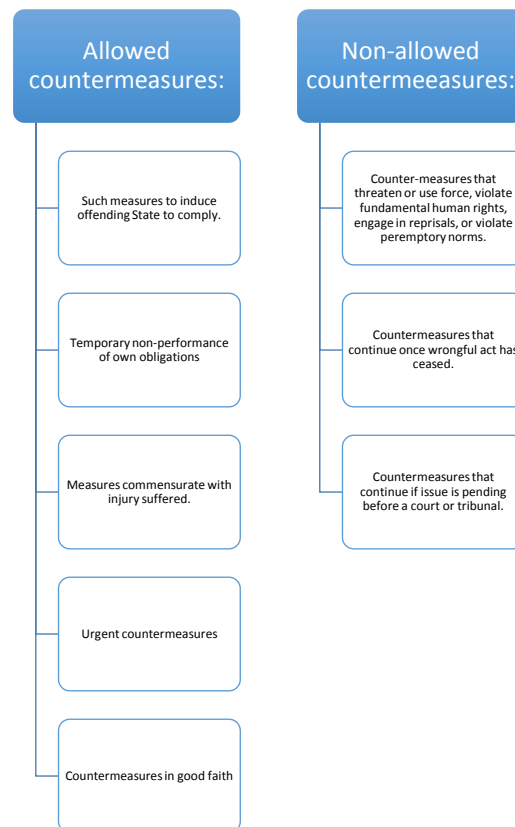 Allowed
countermeasures:
Such measures to induce
offending State to comply.
Temporary non-performance
of own obligations
Measures commensurate with
injury suffered.
Urgent countermeasures
Countermeasures in good faith
Non-allowed
countermeeasures:
Counter-measures that
threaten or use force, violate
fundamental human rights,
engage in reprisals, or violate
peremptory norms.
Countermeasures that
continue once wrongful act has
ceased.
Countermeasures that
continue if issue is pending
before a court or tribunal.